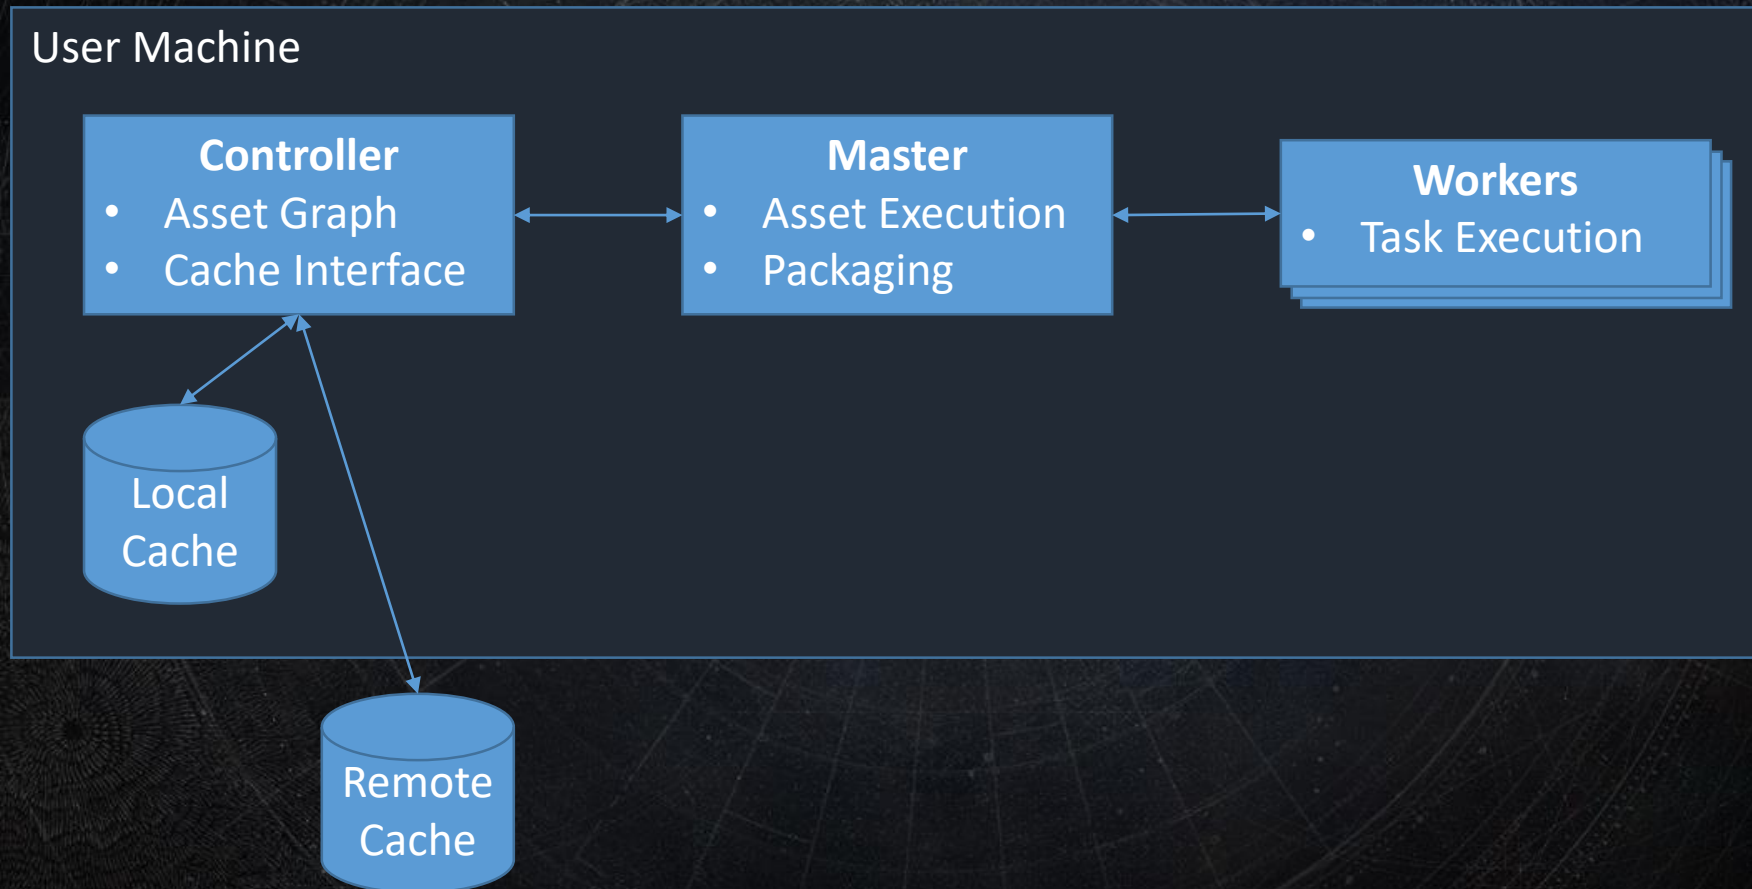 User Machine
Controller
• Asset Graph
• Cache Interface
Master
• Asset Execution
• Packaging
Workers
• Task Execution
Local
Cache
Remote
Cache